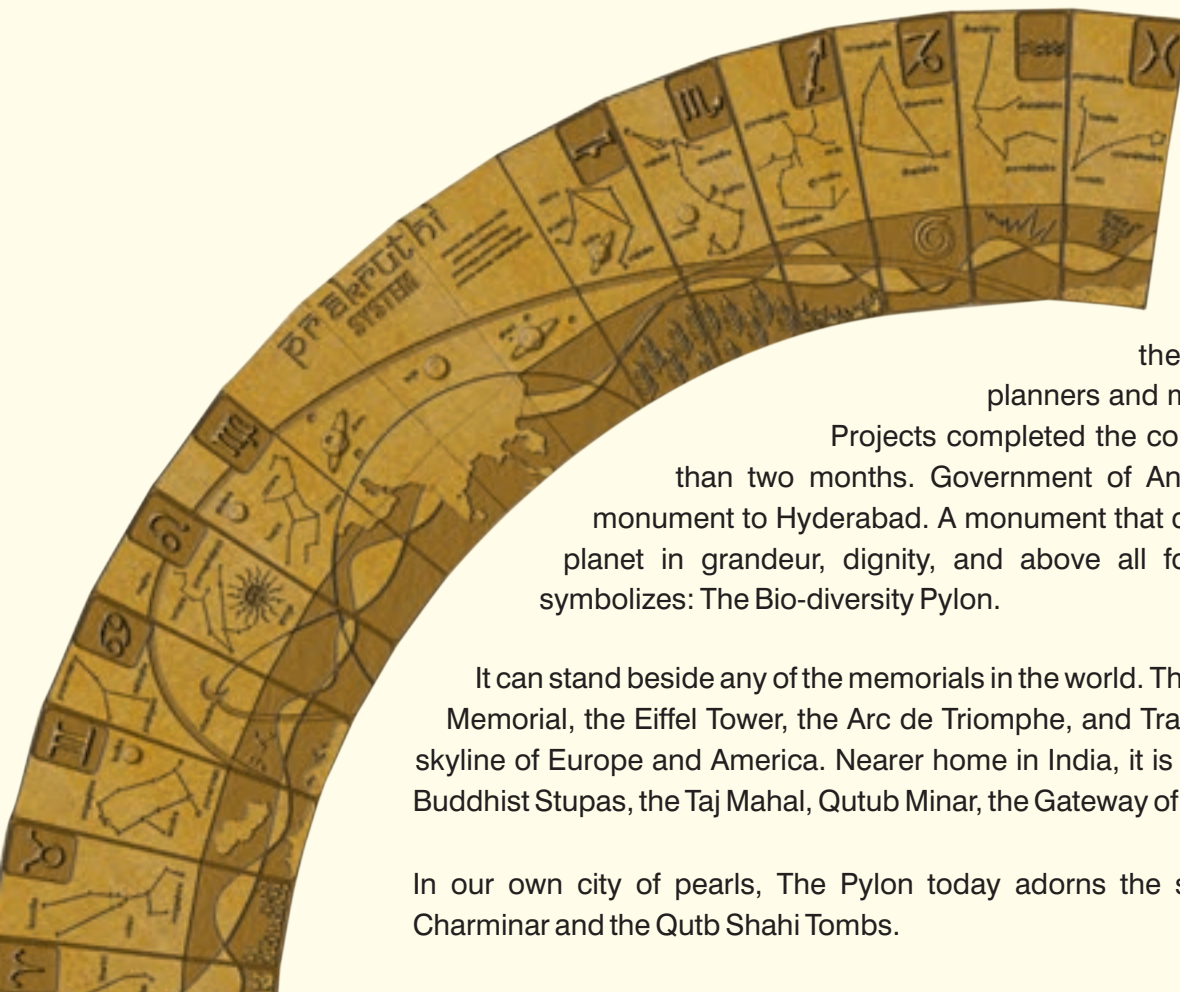 prakruthi
SYSTEM
the
planners and m
Projects completed the co
than two months. Government of An
monument to Hyderabad. A monument that c
planet in grandeur, dignity, and above all fo
symbolizes: The Bio-diversity Pylon.
It can stand beside any of the memorials in the world. Th
Memorial, the Eiffel Tower, the Arc de Triomphe, and Tra
skyline of Europe and America. Nearer home in India, it is
Buddhist Stupas, the Taj Mahal, Qutub Minar, the Gateway of
In our own city of pearls, The Pylon today adorns the s
Charminar and the Qutb Shahi Tombs.